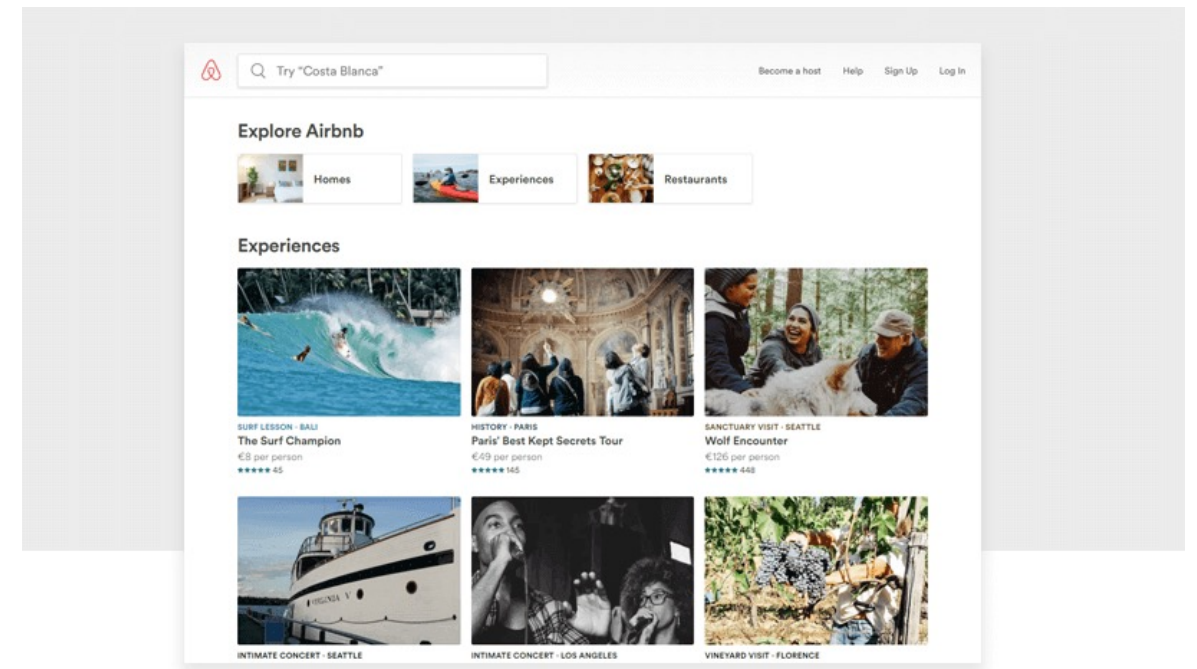 Try “Costa Blanca”
Become a host
Help
Sign Up
Log In
Explore Airbnb
Homes
Experiences
Restaurants
Experiences
SURF LESSON · BALI
The Surf Champion
€8 per person
45
HISTORY · PARIS
Paris’ Best Kept Secrets Tour
€49 per person
145
SANCTUARY VISIT · SEATTLE
Wolf Encounter
€126 per person
448
VIRGINIA V
INTIMATE CONCERT · SEATTLE
INTIMATE CONCERT · LOS ANGELES
VINEYARD VISIT · FLORENCE